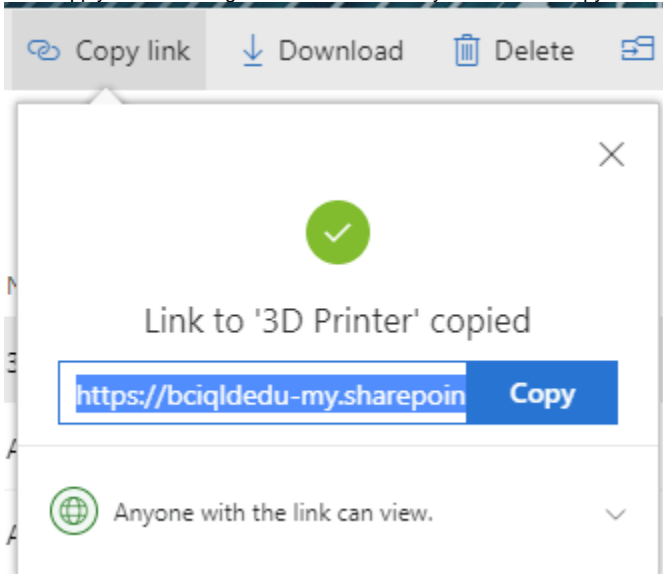 Copy link Download Delete
Link to '3D Printer' copied
https://bciqldedu-my.sharepoin Copy
Anyone with the link can view.